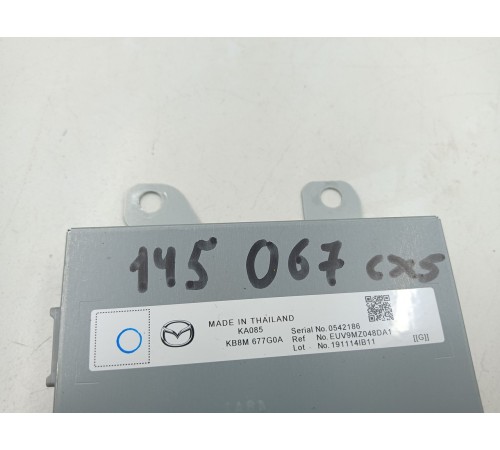 145 067 CX5
MADE IN THAILAND
KA085
KB8M 677G0A
Serial No. 0542186
Ref No. EUV9MZ048DA1
Lot No. 191114IB11
[[G]]